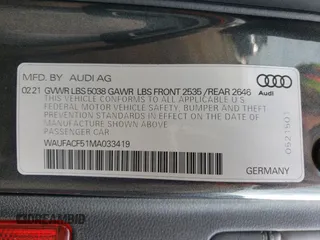 MFD. BY AUDI AG
02.21 GVWR LBS 5038 GAWR LBS FRONT 2535 /REAR 2646
THIS VEHICLE CONFORMS TO ALL APPLICABLE
FEDERAL MOTOR VEHICLE SAFETY, BUMPER AND THEFT
PREVENTION STANDARDS IN EFFECT ON THE DATE OF
MANUFACTURE SHOWN ABOVE.
PASSENGER CAR
WAUFACF51MA033419
GERMANY
Audi
DREAMBID